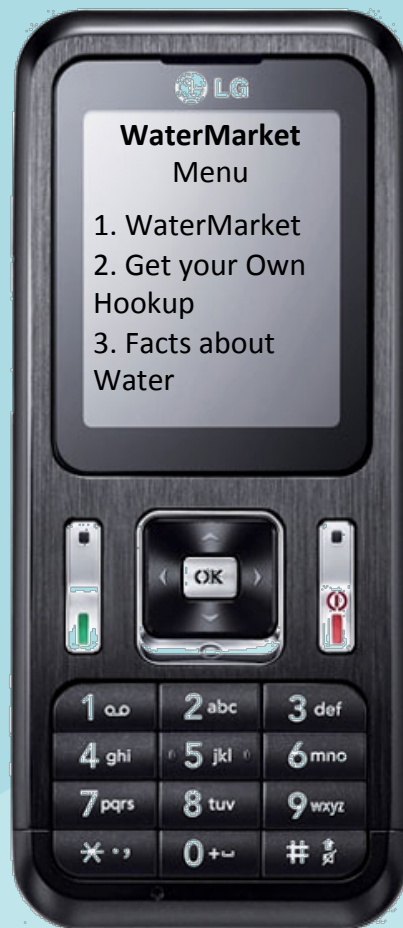 LG
WaterMarket
Menu
1. WaterMarket
2. Get your Own
Hookup
3. Facts about
Water
OK
1 2 abc 3 def
4 ghi 5 jkl 6 mno
7 pqrs 8 tuv 9 wxyz
* 0 + #